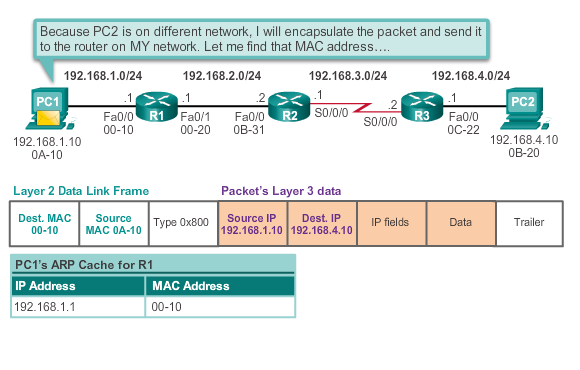 Because PC2 is on different network, I will encapsulate the packet and send it
to the router on MY network. Let me find that MAC address....
192.168.1.0/24 192.168.2.0/24 192.168.3.0/24 192.168.4.0/24
PC1 .1 R1 .1 .2 R2 .1 .2 R3 .1 PC2
Fa0/0 Fa0/1 Fa0/0 S0/0/0 S0/0/0 Fa0/0
00-10 00-20 0B-31 0C-22
192.168.1.10 192.168.4.10
0A-10 0B-20
Layer 2 Data Link Frame Packet's Layer 3 data
Dest. MAC Source Type 0x800 Source IP Dest. IP IP fields Data Trailer
00-10 MAC 0A-10 192.168.1.10 192.168.4.10
PC1's ARP Cache for R1
IP Address MAC Address
192.168.1.1 00-10